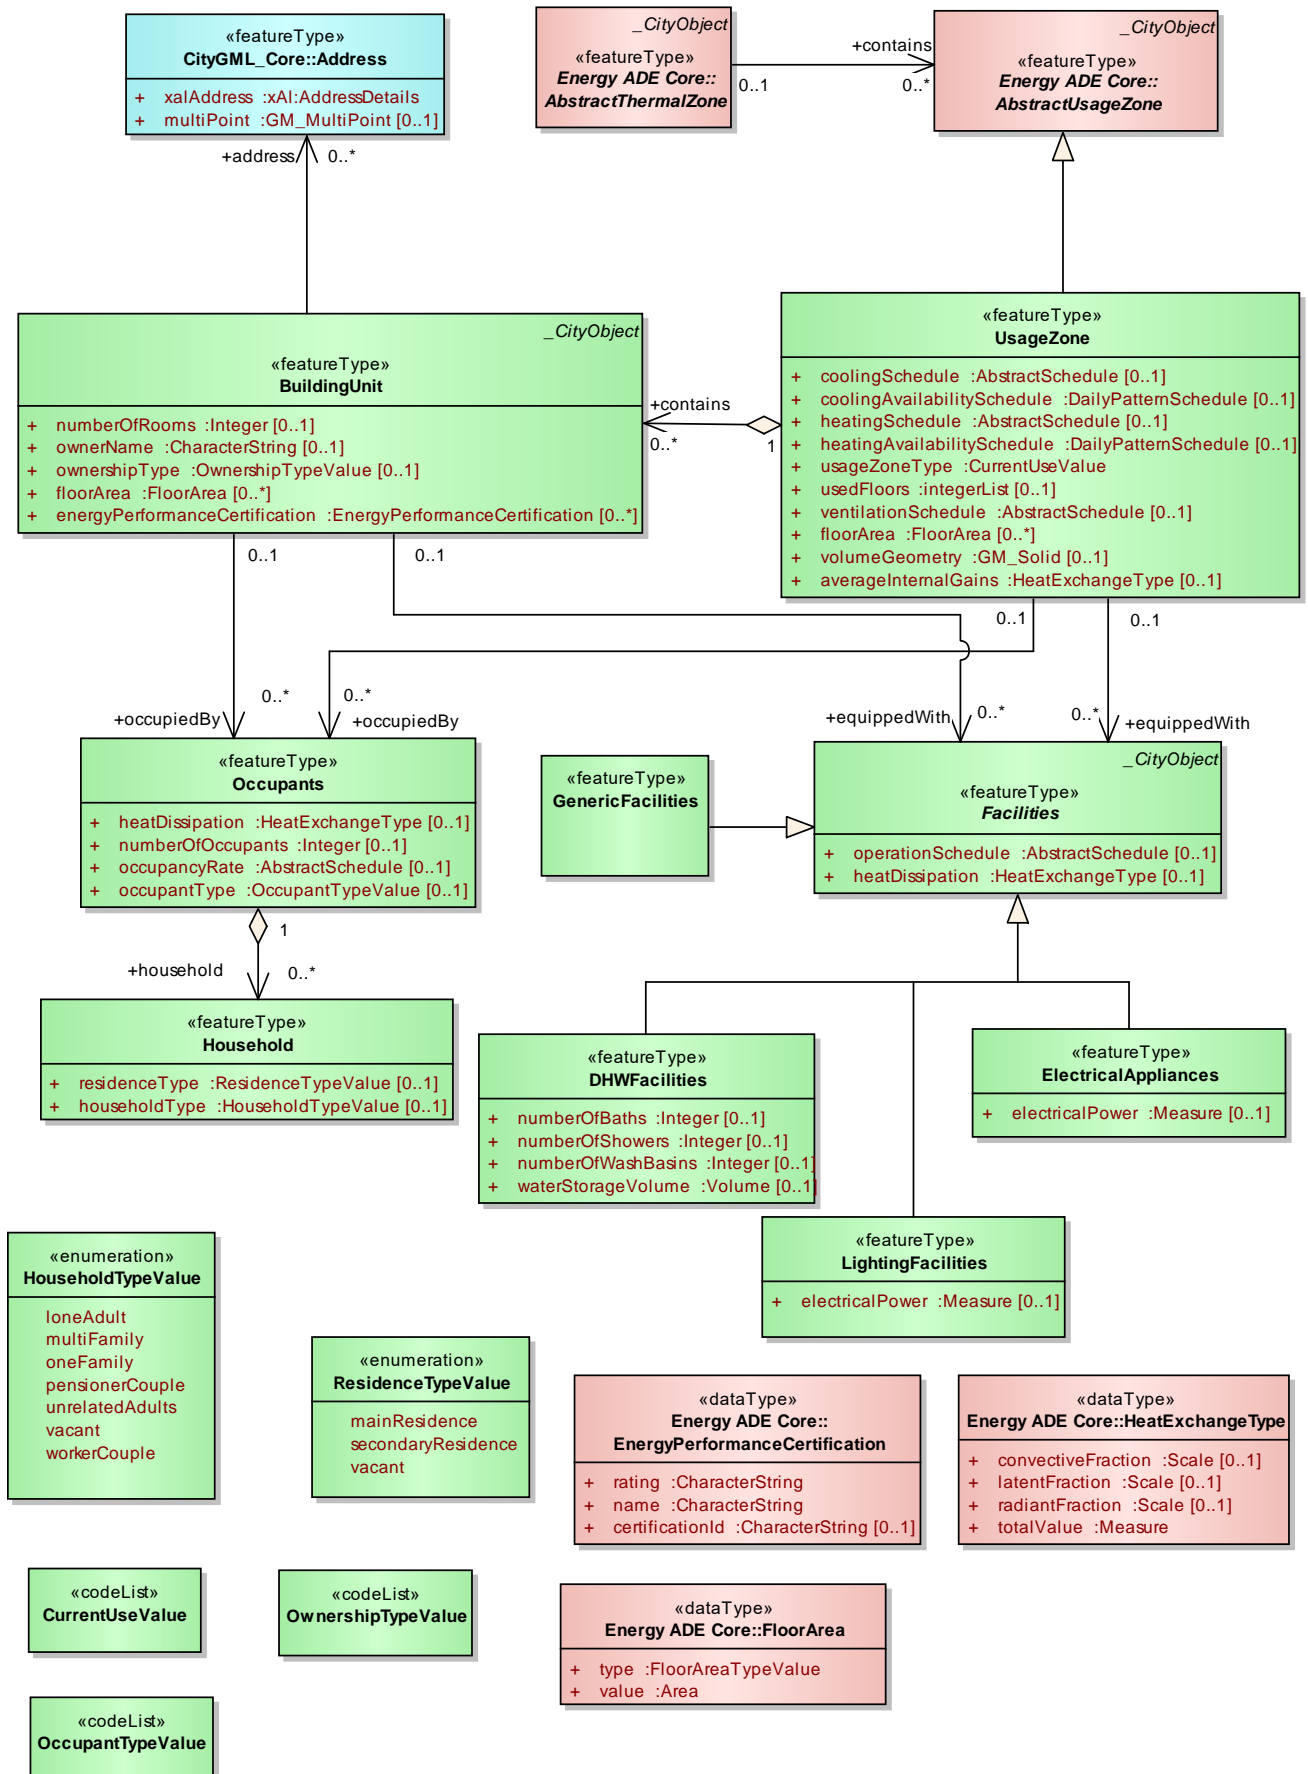 «featureType»
CityGML_Core::Address
+ xalAddress :xAl:AddressDetails
+ multiPoint :GM_MultiPoint [0..1]
_CityObject
«featureType»
Energy ADE Core::
AbstractThermalZone
+contains
0..1
0..*
_CityObject
«featureType»
Energy ADE Core::
AbstractUsageZone
+address
0..*
_CityObject
«featureType»
BuildingUnit
+ numberOfRooms :Integer [0..1]
+ ownerName :CharacterString [0..1]
+ ownershipType :OwnershipTypeValue [0..1]
+ floorArea :FloorArea [0..*]
+ energyPerformanceCertification :EnergyPerformanceCertification [0..*]
+contains
0..*
1
«featureType»
UsageZone
+ coolingSchedule :AbstractSchedule [0..1]
+ coolingAvailabilitySchedule :DailyPatternSchedule [0..1]
+ heatingSchedule :AbstractSchedule [0..1]
+ heatingAvailabilitySchedule :DailyPatternSchedule [0..1]
+ usageZoneType :CurrentUseValue
+ usedFloors :integerList [0..1]
+ ventilationSchedule :AbstractSchedule [0..1]
+ floorArea :FloorArea [0..*]
+ volumeGeometry :GM_Solid [0..1]
+ averageInternalGains :HeatExchangeType [0..1]
0..1
0..1
0..1
0..1
0..*
0..*
+occupiedBy
+occupiedBy
+equippedWith
0..*
0..*
+equippedWith
«featureType»
Occupants
+ heatDissipation :HeatExchangeType [0..1]
+ numberOfOccupants :Integer [0..1]
+ occupancyRate :AbstractSchedule [0..1]
+ occupantType :OccupantTypeValue [0..1]
«featureType»
GenericFacilities
_CityObject
«featureType»
Facilities
+ operationSchedule :AbstractSchedule [0..1]
+ heatDissipation :HeatExchangeType [0..1]
1
+household
0..*
«featureType»
Household
+ residenceType :ResidenceTypeValue [0..1]
+ householdType :HouseholdTypeValue [0..1]
«featureType»
DHWFacilities
+ numberOfBaths :Integer [0..1]
+ numberOfShowers :Integer [0..1]
+ numberOfWashBasins :Integer [0..1]
+ waterStorageVolume :Volume [0..1]
«featureType»
ElectricalAppliances
+ electricalPower :Measure [0..1]
«featureType»
LightingFacilities
+ electricalPower :Measure [0..1]
«enumeration»
HouseholdTypeValue
loneAdult
multiFamily
oneFamily
pensionerCouple
unrelatedAdults
vacant
workerCouple
«enumeration»
ResidenceTypeValue
mainResidence
secondaryResidence
vacant
«dataType»
Energy ADE Core::
EnergyPerformanceCertification
+ rating :CharacterString
+ name :CharacterString
+ certificationId :CharacterString [0..1]
«dataType»
Energy ADE Core::HeatExchangeType
+ convectiveFraction :Scale [0..1]
+ latentFraction :Scale [0..1]
+ radiantFraction :Scale [0..1]
+ totalValue :Measure
«codeList»
CurrentUseValue
«codeList»
OwnershipTypeValue
«dataType»
Energy ADE Core::FloorArea
+ type :FloorAreaTypeValue
+ value :Area
«codeList»
OccupantTypeValue